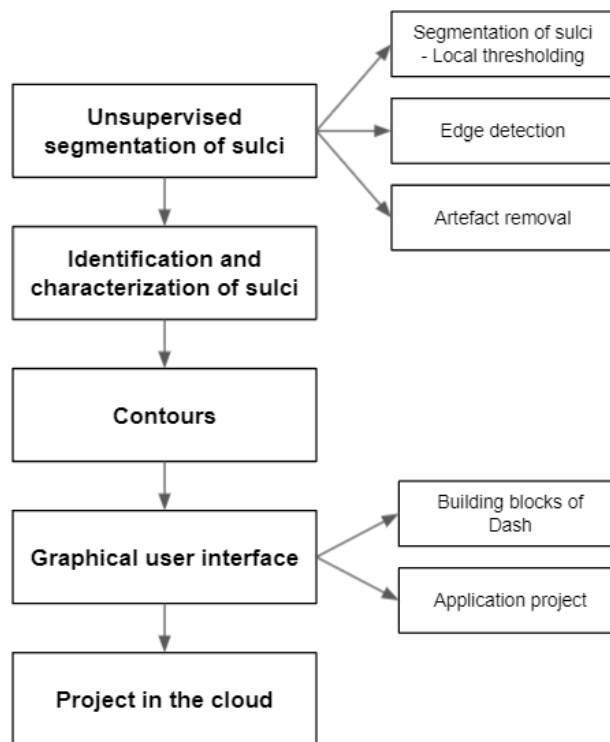 Unsupervised
segmentation of sulci
Segmentation of sulci
- Local thresholding
Edge detection
Artefact removal
Identification and
characterization of sulci
Contours
Graphical user interface
Building blocks of
Dash
Application project
Project in the cloud